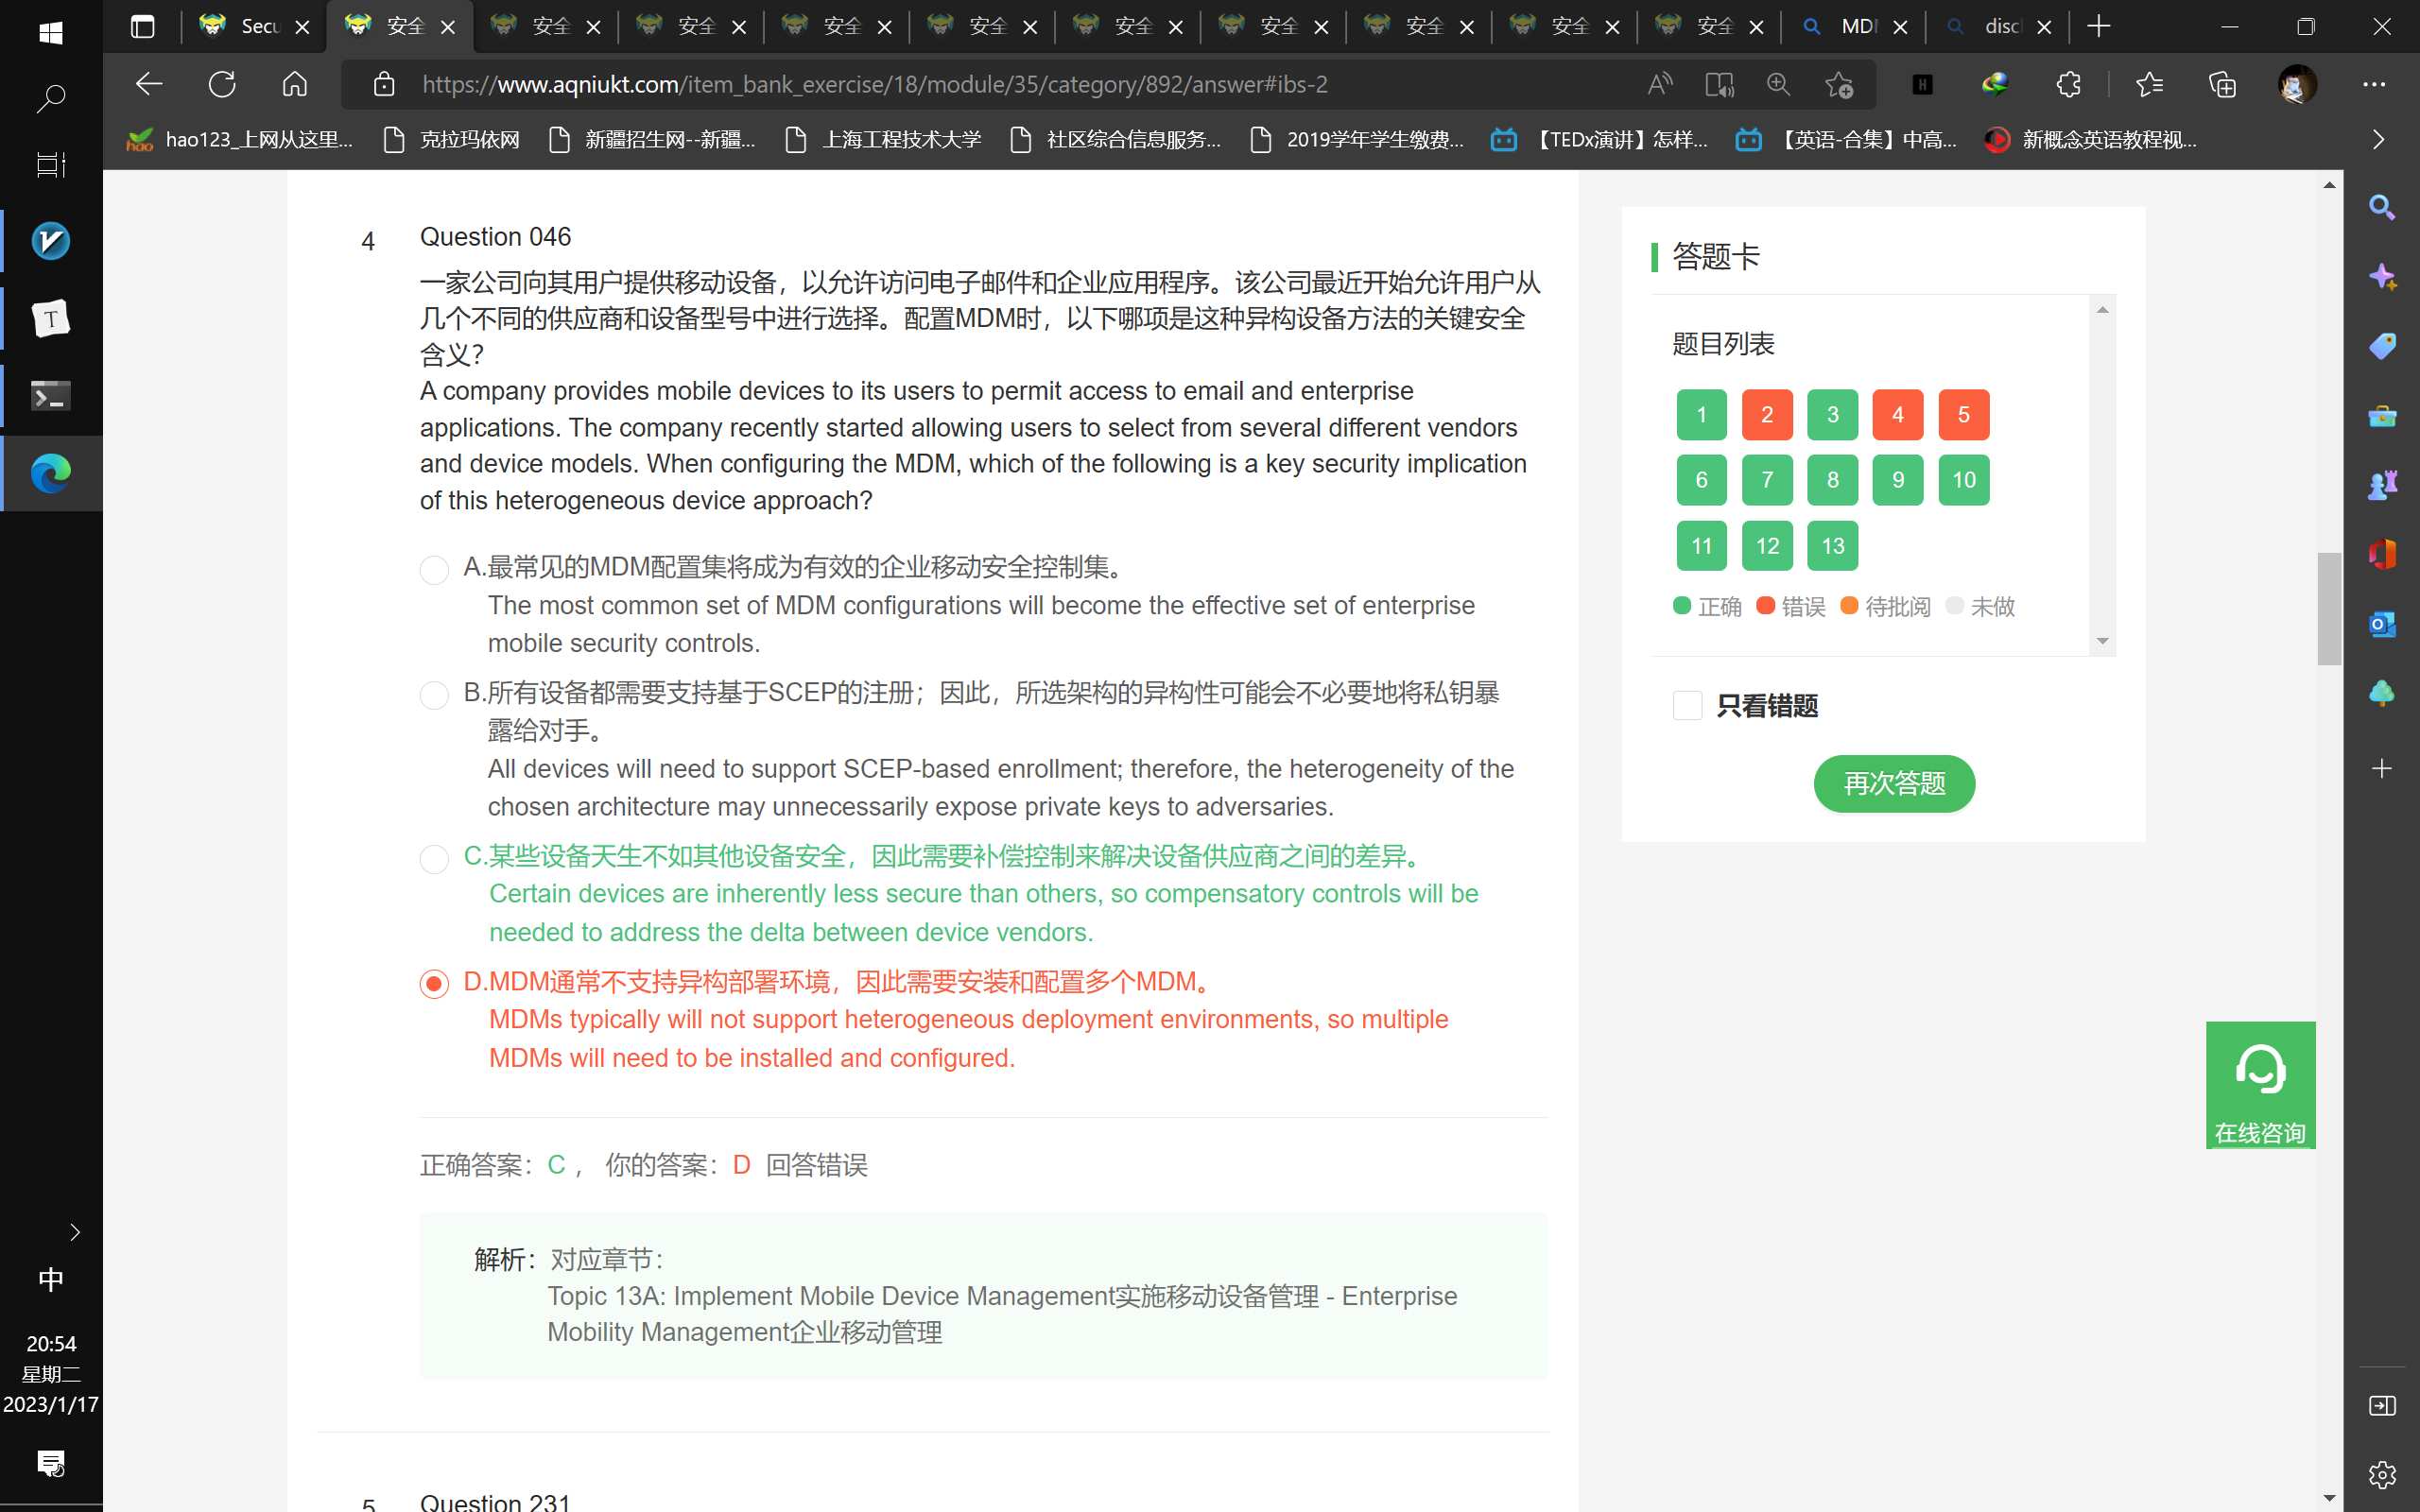 Secu
安全
安全
安全
安全
安全
安全
安全
安全
安全
安全
MDI
disc
https://www.aqniukt.com/item_bank_exercise/18/module/35/category/892/answer#ibs-2
hao123_上网从这里...
克拉玛依网
新疆招生网--新疆...
上海工程技术大学
社区综合信息服务...
2019学年学生缴费...
【TEDx演讲】怎样...
【英语-合集】中高...
新概念英语教程视...
4
Question 046
一家公司向其用户提供移动设备，以允许访问电子邮件和企业应用程序。该公司最近开始允许用户从
几个不同的供应商和设备型号中进行选择。配置MDM时，以下哪项是这种异构设备方法的关键安全
含义？
A company provides mobile devices to its users to permit access to email and enterprise
applications. The company recently started allowing users to select from several different vendors
and device models. When configuring the MDM, which of the following is a key security implication
of this heterogeneous device approach?
A.最常见的MDM配置集将成为有效的企业移动安全控制集。
The most common set of MDM configurations will become the effective set of enterprise
mobile security controls.
B.所有设备都需要支持基于SCEP的注册；因此，所选架构的异构性可能会不必要地将私钥暴
露给对手。
All devices will need to support SCEP-based enrollment; therefore, the heterogeneity of the
chosen architecture may unnecessarily expose private keys to adversaries.
C.某些设备天生不如其他设备安全，因此需要补偿控制来解决设备供应商之间的差异。
Certain devices are inherently less secure than others, so compensatory controls will be
needed to address the delta between device vendors.
D.MDM通常不支持异构部署环境，因此需要安装和配置多个MDM。
MDMs typically will not support heterogeneous deployment environments, so multiple
MDMs will need to be installed and configured.
正确答案：C ， 你的答案：D 回答错误
解析：对应章节：
Topic 13A: Implement Mobile Device Management实施移动设备管理 - Enterprise
Mobility Management企业移动管理
5
Question 231
答题卡
题目列表
1 2 3 4 5
6 7 8 9 10
11 12 13
正确 错误 待批阅 未做
只看错题
再次答题
在线咨询
中
20:54
星期二
2023/1/17